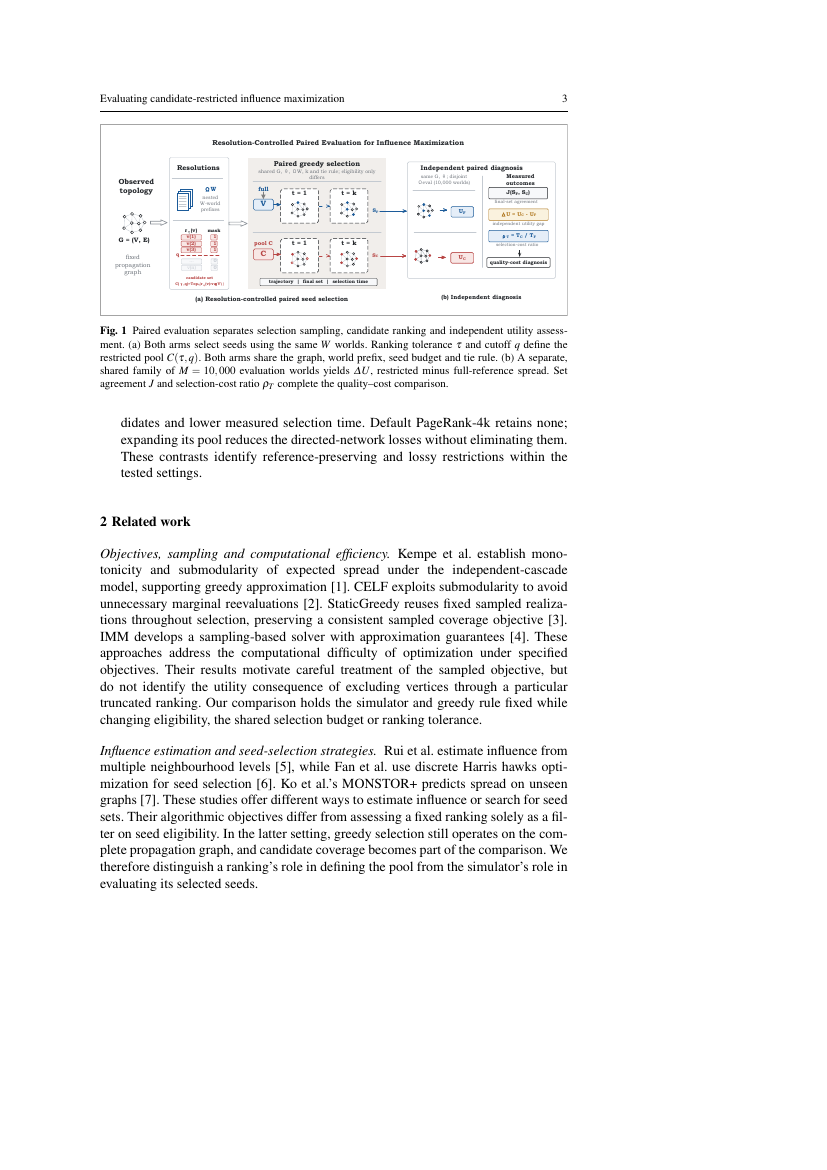 Evaluating candidate-restricted influence maximization 3
Resolution-Controlled Paired Evaluation for Influence Maximization
Observed
topology
G = (V, E)
fixed
propagation
graph
Resolutions
nested
W-world
prefixes
mask
q
candidate set
Paired greedy selection
differs
full
V
t = 1
t = k
pool C
C
t = 1
t = k
trajectory | final set | selection time
(a) Resolution-controlled paired seed selection
Independent paired diagnosis
Measured
outcomes
final-set agreement
independent utility gap
selection-cost ratio
quality-cost diagnosis
(b) Independent diagnosis
Fig. 1 Paired evaluation separates selection sampling, candidate ranking and independent utility assess-
ment. (a) Both arms select seeds using the same W worlds. Ranking tolerance τ and cutoff q define the
restricted pool C(τ,q). Both arms share the graph, world prefix, seed budget and tie rule. (b) A separate,
shared family of M = 10,000 evaluation worlds yields ΔU, restricted minus full-reference spread. Set
agreement J and selection-cost ratio ρT complete the quality–cost comparison.
didates and lower measured selection time. Default PageRank-4k retains none;
expanding its pool reduces the directed-network losses without eliminating them.
These contrasts identify reference-preserving and lossy restrictions within the
tested settings.
2 Related work
Objectives, sampling and computational efficiency. Kempe et al. establish mono-
tonicity and submodularity of expected spread under the independent-cascade
model, supporting greedy approximation [1]. CELF exploits submodularity to avoid
unnecessary marginal reevaluations [2]. StaticGreedy reuses fixed sampled realiza-
tions throughout selection, preserving a consistent sampled coverage objective [3].
IMM develops a sampling-based solver with approximation guarantees [4]. These
approaches address the computational difficulty of optimization under specified
objectives. Their results motivate careful treatment of the sampled objective, but
do not identify the utility consequence of excluding vertices through a particular
truncated ranking. Our comparison holds the simulator and greedy rule fixed while
changing eligibility, the shared selection budget or ranking tolerance.
Influence estimation and seed-selection strategies. Rui et al. estimate influence from
multiple neighbourhood levels [5], while Fan et al. use discrete Harris hawks opti-
mization for seed selection [6]. Ko et al.'s MONSTOR+ predicts spread on unseen
graphs [7]. These studies offer different ways to estimate influence or search for seed
sets. Their algorithmic objectives differ from assessing a fixed ranking solely as a fil-
ter on seed eligibility. In the latter setting, greedy selection still operates on the com-
plete propagation graph, and candidate coverage becomes part of the comparison. We
therefore distinguish a ranking's role in defining the pool from the simulator's role in
evaluating its selected seeds.